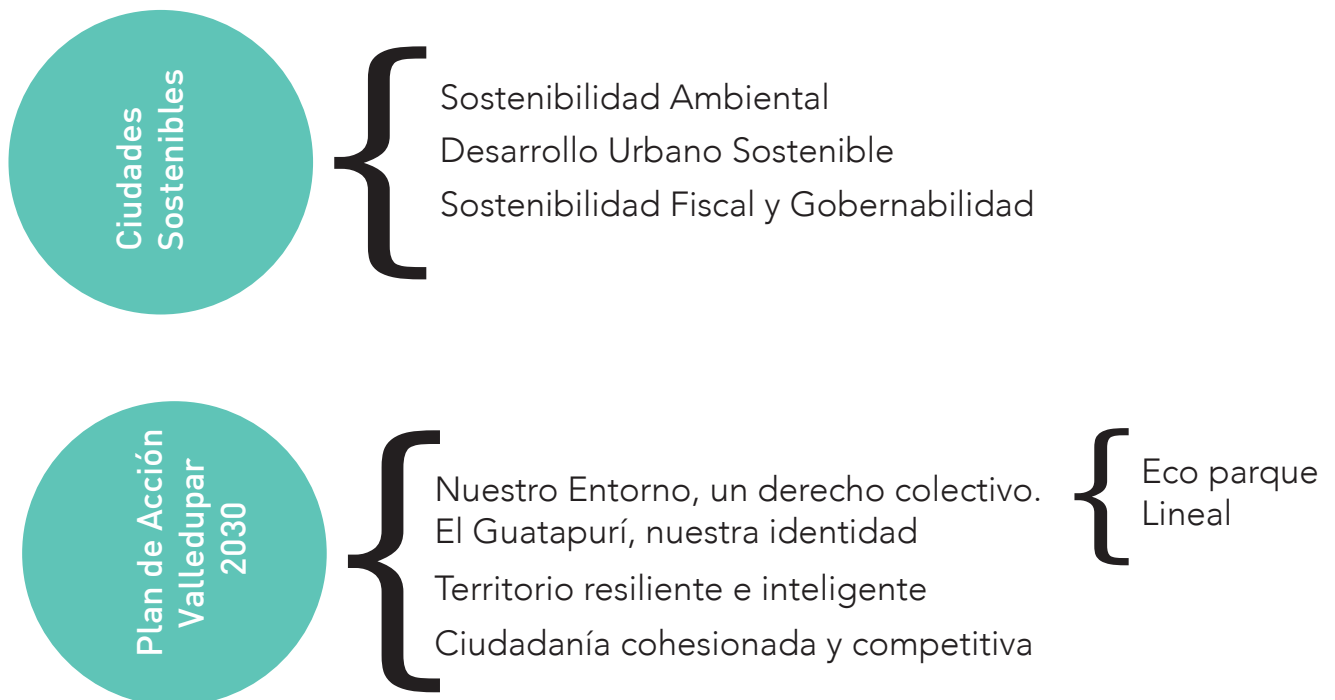 Ciudades
Sostenibles
Sostenibilidad Ambiental
Desarrollo Urbano Sostenible
Sostenibilidad Fiscal y Gobernabilidad
Plan de Acción
Valledupar
2030
Nuestro Entorno, un derecho colectivo.
El Guatapurí, nuestra identidad
Territorio resiliente e inteligente
Ciudadanía cohesionada y competitiva
Eco parque
Lineal